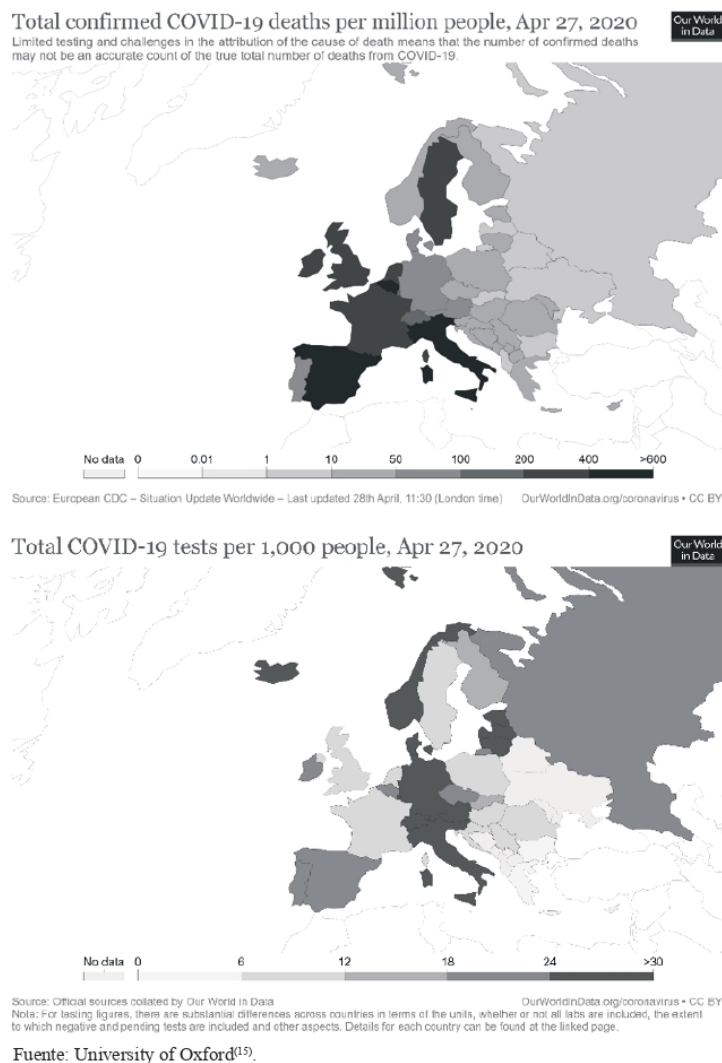 Total confirmed COVID-19 deaths per million people, Apr 27, 2020
Our World
in Data
Limited testing and challenges in the attribution of the cause of death means that the number of confirmed deaths
may not be an accurate count of the true total number of deaths from COVID-19.
No data 0 0.01 1 10 50 100 200 400 >600
Source: European CDC – Situation Update Worldwide – Last updated 28th April, 11:30 (London time) OurWorldInData.org/coronavirus • CC BY
Total COVID-19 tests per 1,000 people, Apr 27, 2020
Our World
in Data
No data 0 6 12 18 24 >30
Source: Official sources collated by Our World in Data OurWorldInData.org/coronavirus • CC BY
Note: For testing figures, there are substantial differences across countries in terms of the units, whether or not all labs are included, the extent
to which negative and pending tests are included and other aspects. Details for each country can be found at the linked page.
Fuente: University of Oxford(15).